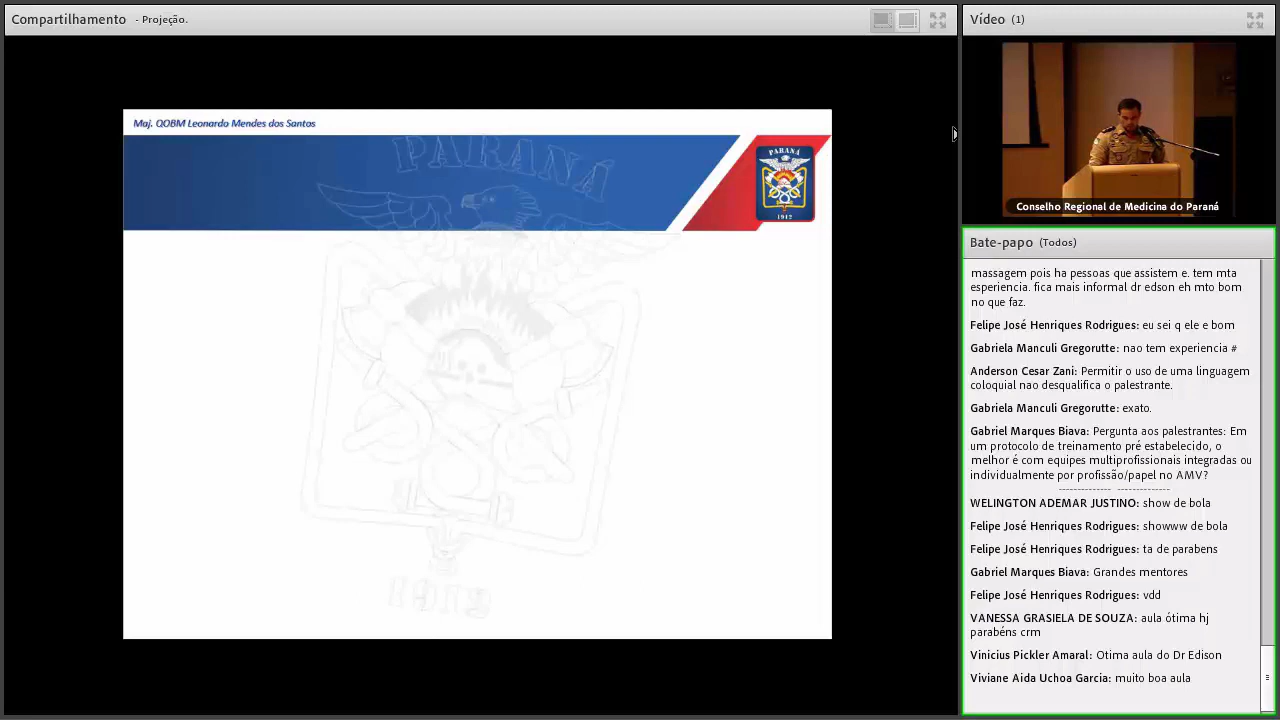 Compartilhamento - Projeção.
Maj. QOBM Leonardo Mendes dos Santos
PARANÁ
PARANÁ
1912
1912
Vídeo (1)
Conselho Regional de Medicina do Paraná
Bate-papo (Todos)
massagem pois ha pessoas que assistem e. tem mta
esperiencia. fica mais informal dr edson eh mto bom
no que faz.
Felipe José Henriques Rodrigues: eu sei q ele e bom
Gabriela Manculi Gregorutte: nao tem experiencia #
Anderson Cesar Zani: Permitir o uso de uma linguagem
coloquial nao desqualifica o palestrante.
Gabriela Manculi Gregorutte: exato.
Gabriel Marques Biava: Pergunta aos palestrantes: Em
um protocolo de treinamento pré estabelecido, o
melhor é com equipes multiprofissionais integradas ou
individualmente por profissão/papel no AMV?
WELINGTON ADEMAR JUSTINO: show de bola
Felipe José Henriques Rodrigues: showww de bola
Felipe José Henriques Rodrigues: ta de parabens
Gabriel Marques Biava: Grandes mentores
Felipe José Henriques Rodrigues: vdd
VANESSA GRASIELA DE SOUZA: aula ótima hj
parabéns crm
Vinicius Pickler Amaral: Otima aula do Dr Edison
Viviane Aida Uchoa Garcia: muito boa aula